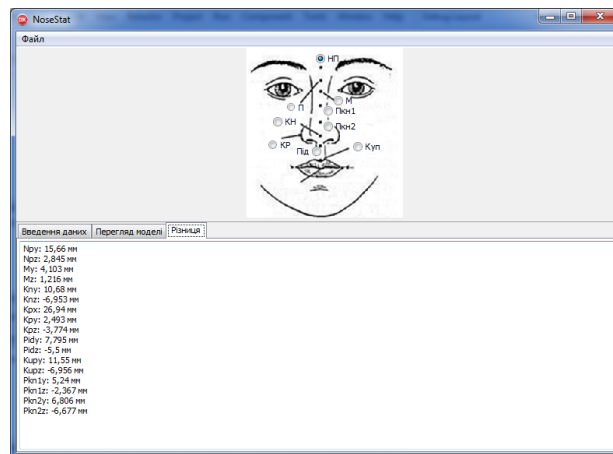 NoseStat
Файл
НП
П
М
Пкн1
КН
Пкн2
КР
Під
Куп
Введення даних
Перегляд моделі
Різниця
Npy: 15,66 мм
Npz: 2,845 мм
My: 4,103 мм
Mz: 1,216 мм
Kny: 10,68 мм
Knz: -6,953 мм
Kpx: 26,94 мм
Kpy: 2,493 мм
Kpz: -3,774 мм
Pidy: 7,795 мм
Pidz: -5,5 мм
Kupy: 11,55 мм
Kupz: -6,956 мм
Pkn1y: 5,24 мм
Pkn1z: -2,367 мм
Pkn2y: 6,806 мм
Pkn2z: -6,677 мм